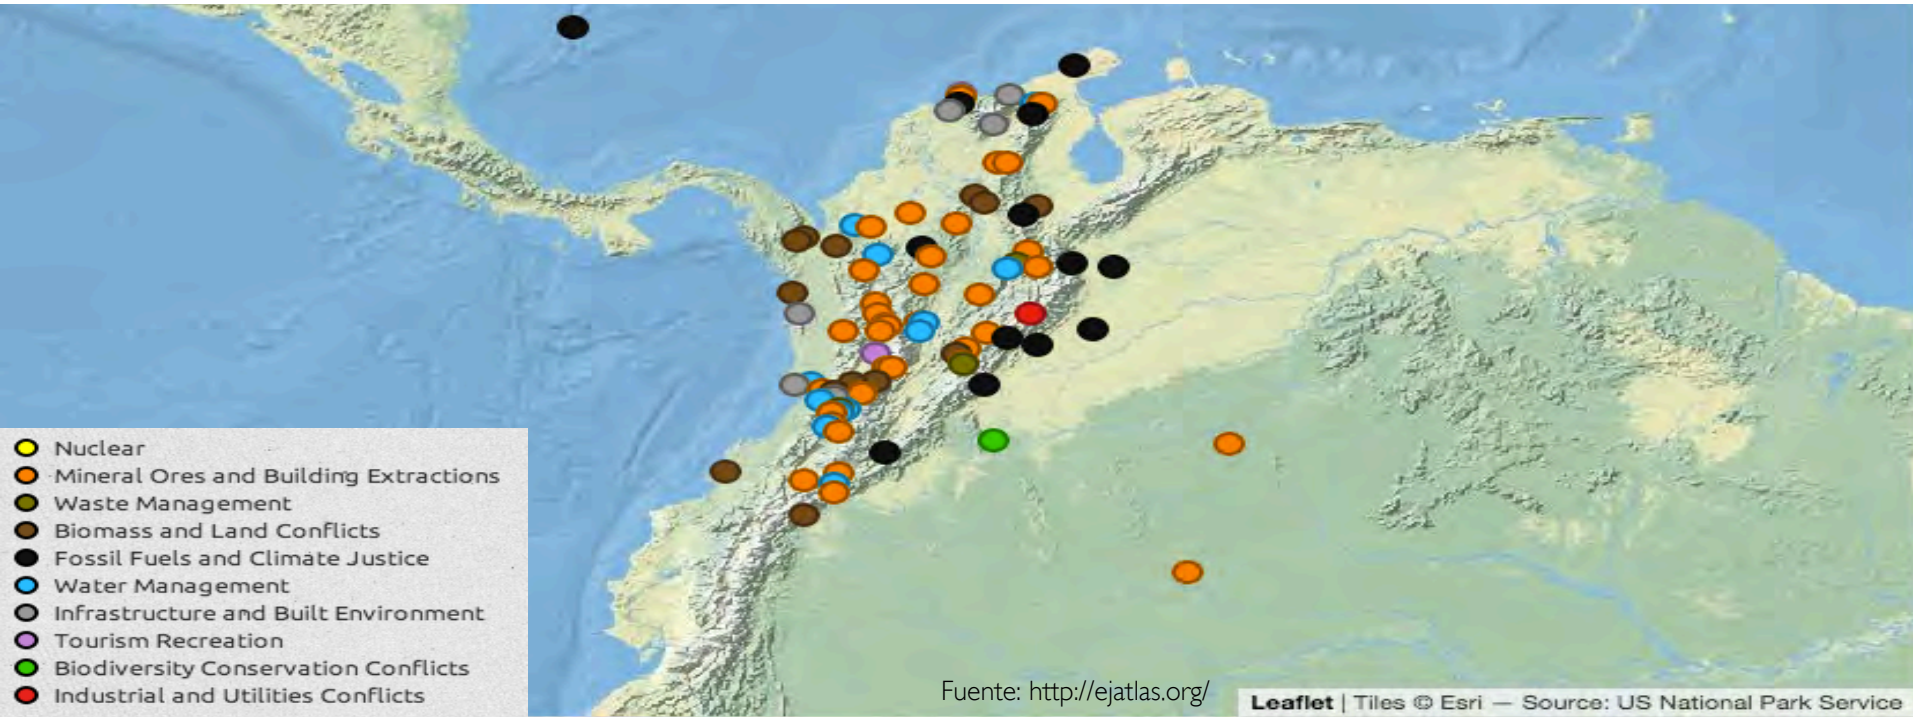 Nuclear
Mineral Ores and Building Extractions
Waste Management
Biomass and Land Conflicts
Fossil Fuels and Climate Justice
Water Management
Infrastructure and Built Environment
Tourism Recreation
Biodiversity Conservation Conflicts
Industrial and Utilities Conflicts
Fuente: http://ejatlas.org/
Leaflet | Tiles © Esri — Source: US National Park Service